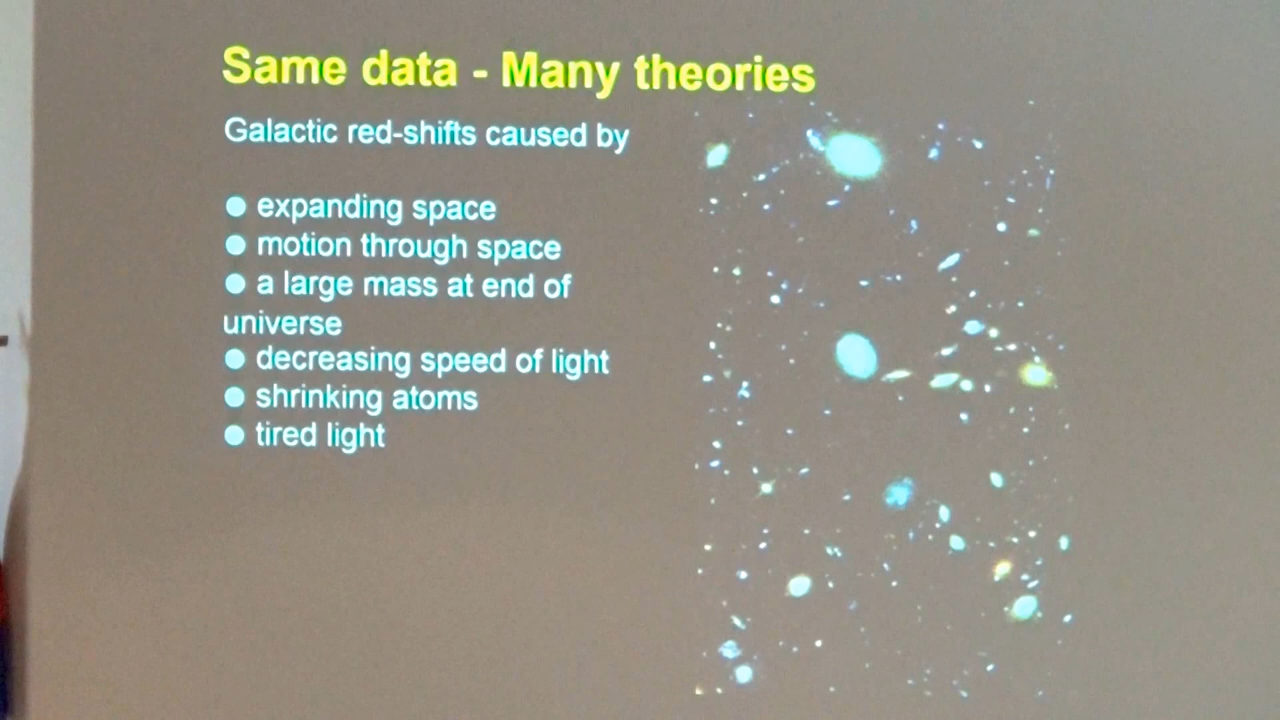 Same data - Many theories
Galactic red-shifts caused by
● expanding space
● motion through space
● a large mass at end of
universe
● decreasing speed of light
● shrinking atoms
● tired light